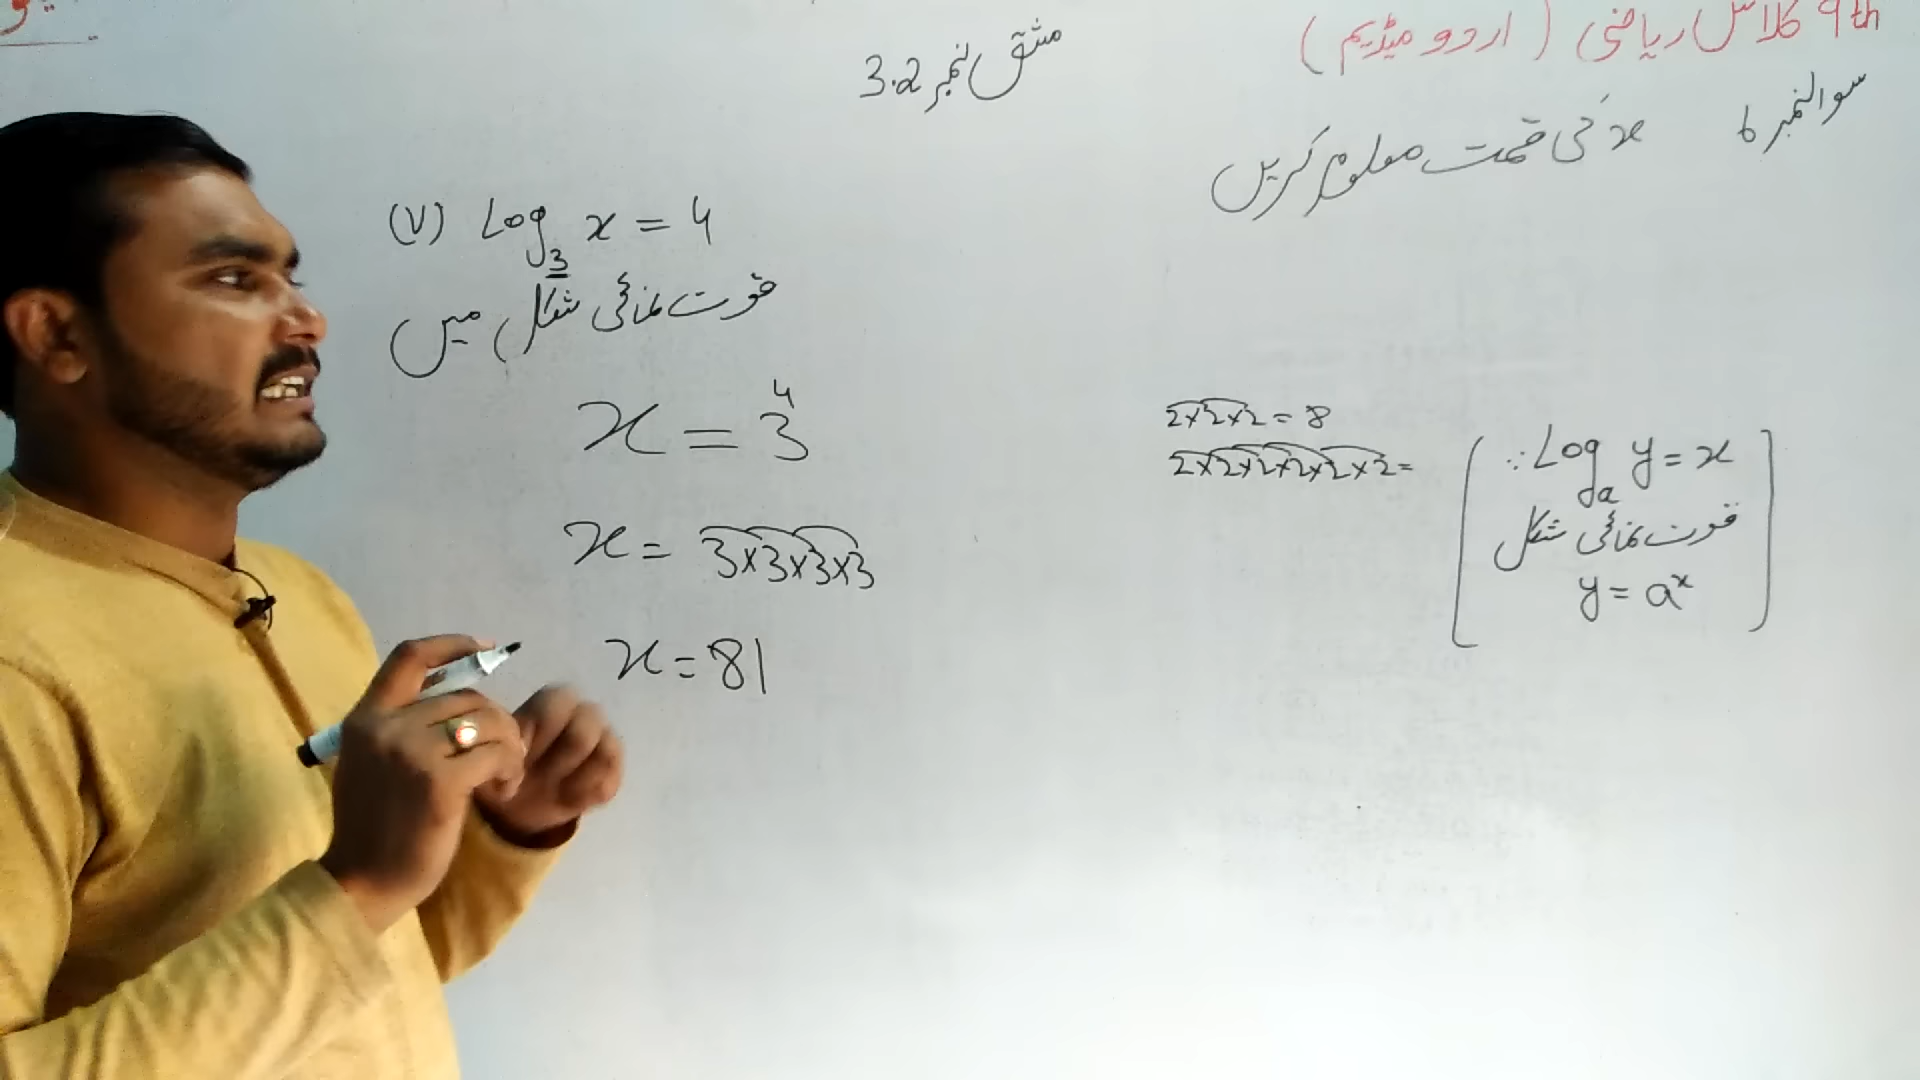 9th کلاس ریاضی ( اردو میڈیم )
مشق نمبر 3.2
سوالنمبر 6 x کی قیمت معلوم کریں
(V) Log₃ x = 4
قوت نمائی شکل میں
x = 3⁴
x = 3×3×3×3
x = 81
2×2×2 = 8
2×2×2×2×2×2 =
∵ Logₐ y = x
قوت نمائی شکل
y = aˣ